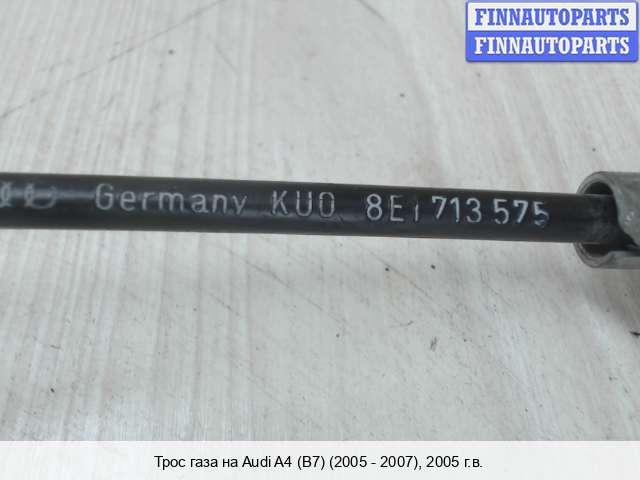 FINNAUTOPARTS
FINNAUTOPARTS
Germany KUO 8E1 713 575
Трос газа на Audi A4 (B7) (2005 - 2007), 2005 г.в.